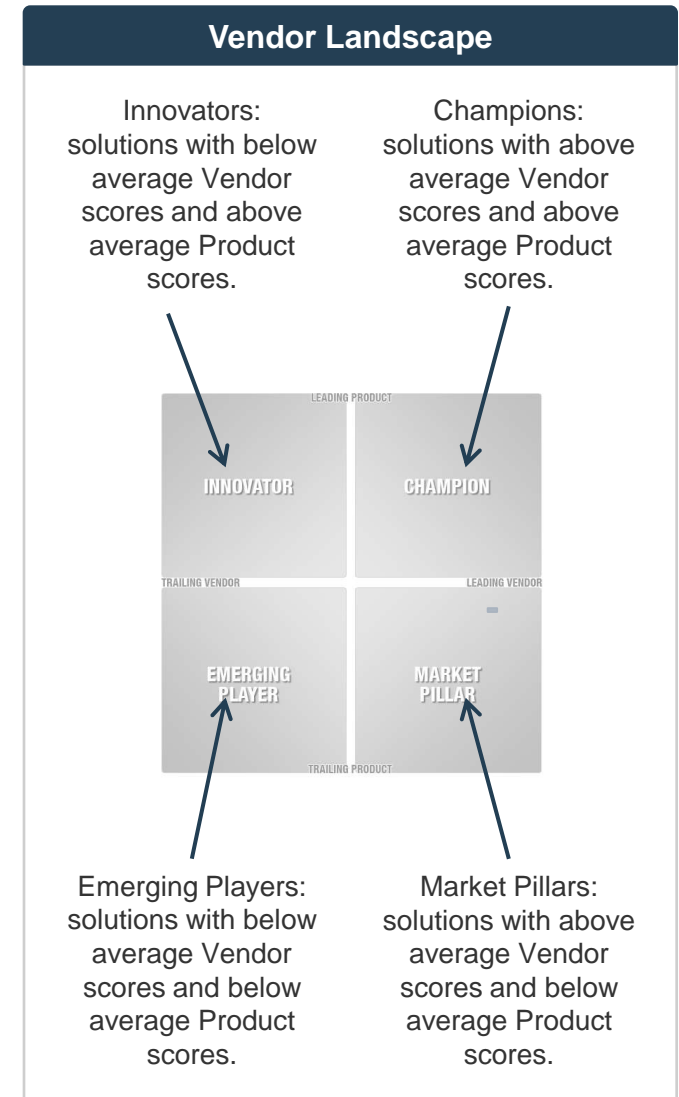 Vendor Landscape
Innovators:
solutions with below
average Vendor
scores and above
average Product
scores.
Champions:
solutions with above
average Vendor
scores and above
average Product
scores.
LEADING PRODUCT
INNOVATOR
CHAMPION
TRAILING VENDOR
LEADING VENDOR
EMERGING
PLAYER
MARKET
PILLAR
TRAILING PRODUCT
Emerging Players:
solutions with below
average Vendor
scores and below
average Product
scores.
Market Pillars:
solutions with above
average Vendor
scores and below
average Product
scores.